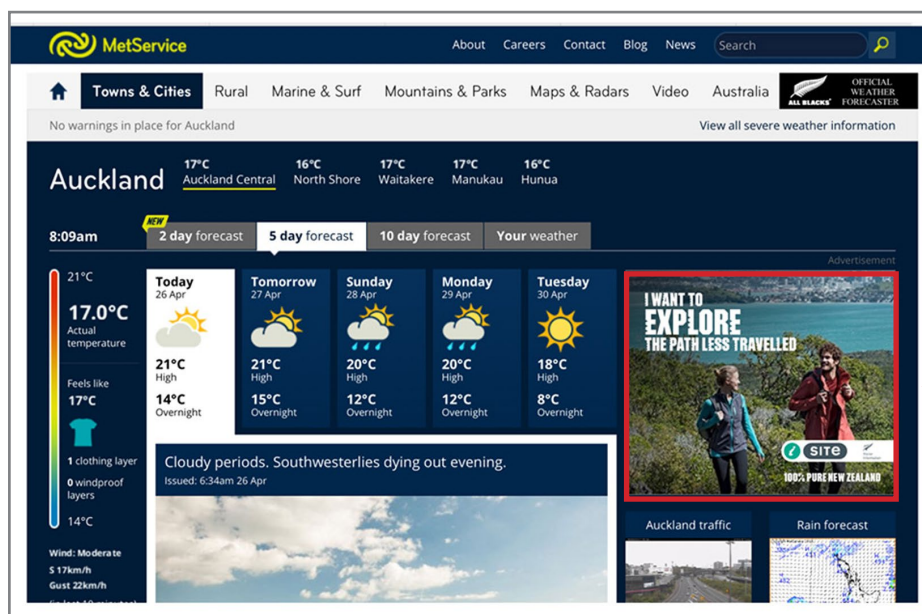 MetService
About Careers Contact Blog News Search
Towns & Cities Rural Marine & Surf Mountains & Parks Maps & Radars Video Australia
ALL BLACKS
OFFICIAL
WEATHER
FORECASTER
No warnings in place for Auckland
View all severe weather information
Auckland
17°C
Auckland Central
16°C
North Shore
17°C
Waitakere
17°C
Manukau
16°C
Hunua
8:09am
NEW
2 day forecast
5 day forecast
10 day forecast
Your weather
Advertisement
21°C
17.0°C
Actual
temperature
Feels like
17°C
1 clothing layer
0 windproof
layers
14°C
Wind: Moderate
S 17km/h
Gust 22km/h
(in last 10 minutes)
Today
26 Apr
21°C
High
14°C
Overnight
Tomorrow
27 Apr
21°C
High
15°C
Overnight
Sunday
28 Apr
20°C
High
12°C
Overnight
Monday
29 Apr
20°C
High
12°C
Overnight
Tuesday
30 Apr
18°C
High
8°C
Overnight
I WANT TO
EXPLORE
THE PATH LESS TRAVELLED
i SITE
100% PURE NEW ZEALAND
Cloudy periods. Southwesterlies dying out evening.
Issued: 6:34am 26 Apr
Auckland traffic
Rain forecast